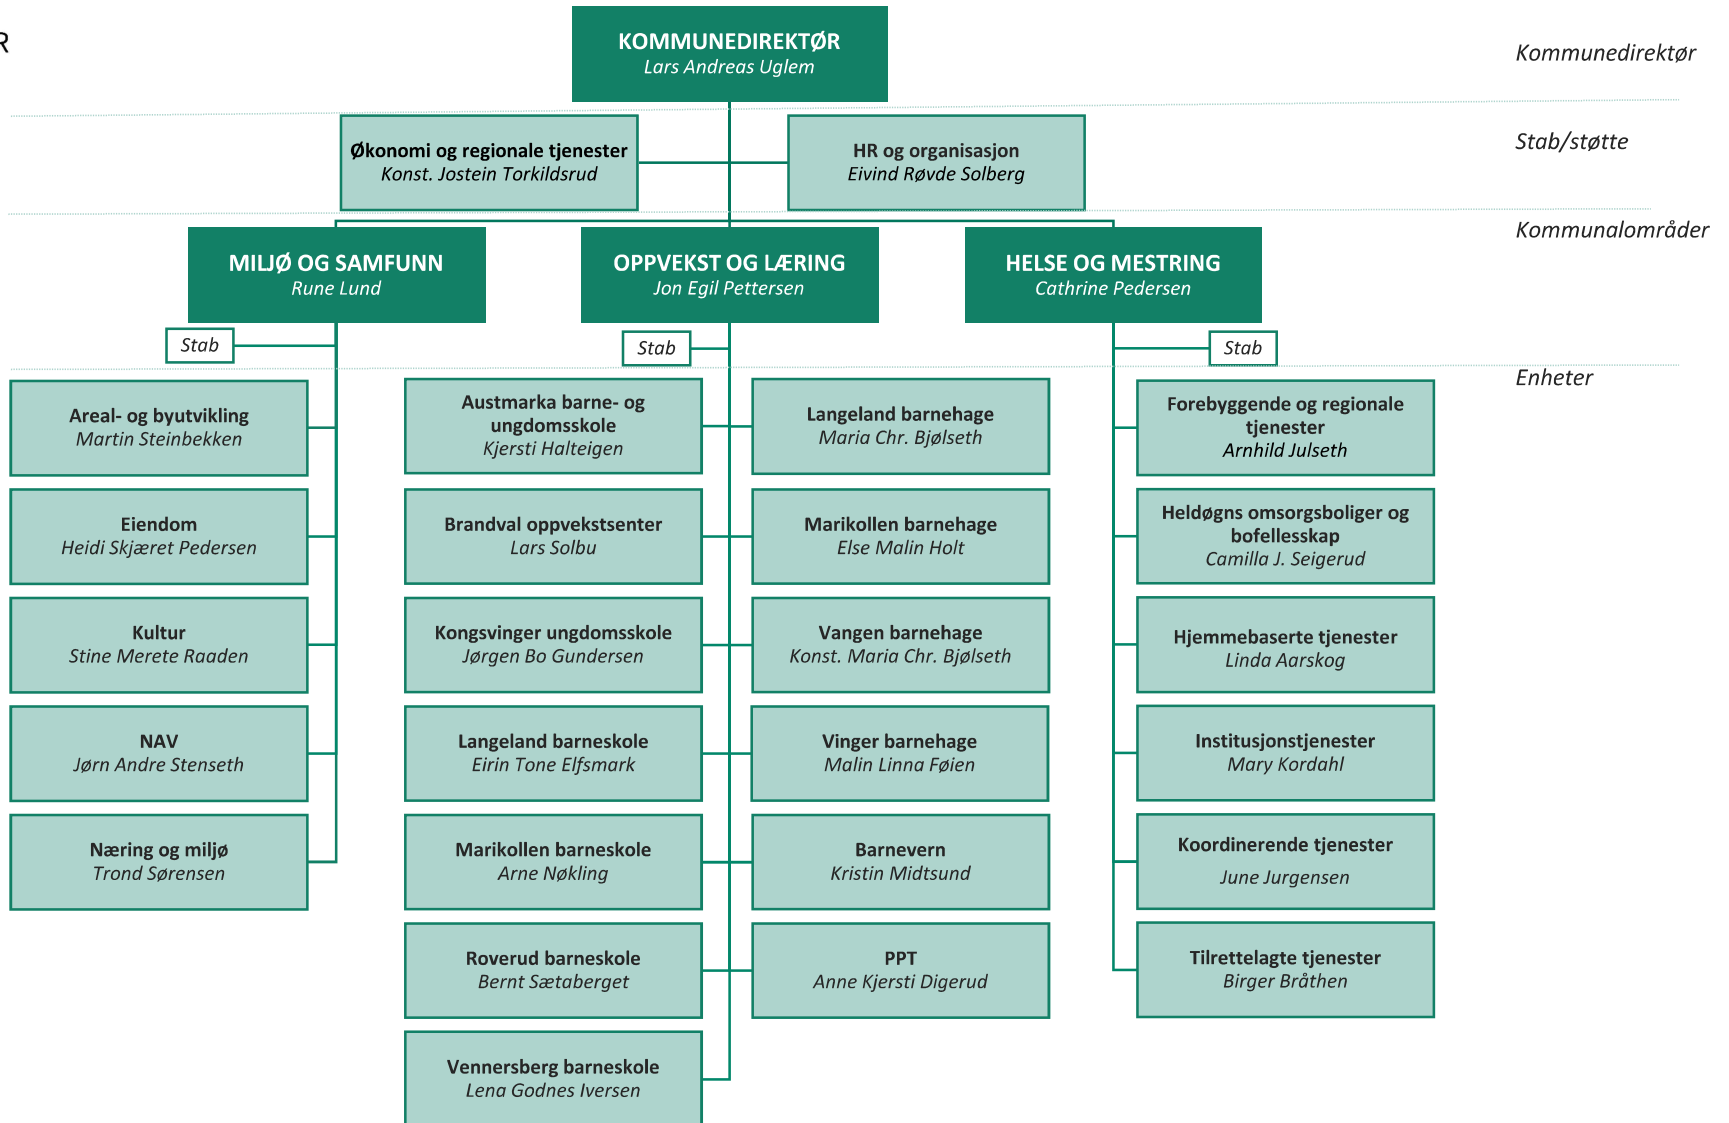 R
KOMMUNEDIREKTØR
Lars Andreas Uglem
Kommunedirektør
Økonomi og regionale tjenester
Konst. Jostein Torkildsrud
HR og organisasjon
Eivind Røvde Solberg
Stab/støtte
Kommunalområder
MILJØ OG SAMFUNN
Rune Lund
OPPVEKST OG LÆRING
Jon Egil Pettersen
HELSE OG MESTRING
Cathrine Pedersen
Stab
Stab
Stab
Enheter
Areal- og byutvikling
Martin Steinbekken
Eiendom
Heidi Skjæret Pedersen
Kultur
Stine Merete Raaden
NAV
Jørn Andre Stenseth
Næring og miljø
Trond Sørensen
Austmarka barne- og
ungdomsskole
Kjersti Halteigen
Brandval oppvekstsenter
Lars Solbu
Kongsvinger ungdomsskole
Jørgen Bo Gundersen
Langeland barneskole
Eirin Tone Elfsmark
Marikollen barneskole
Arne Nøkling
Roverud barneskole
Bernt Sætaberget
Vennersberg barneskole
Lena Godnes Iversen
Langeland barnehage
Maria Chr. Bjølseth
Marikollen barnehage
Else Malin Holt
Vangen barnehage
Konst. Maria Chr. Bjølseth
Vinger barnehage
Malin Linna Føien
Barnevern
Kristin Midtsund
PPT
Anne Kjersti Digerud
Forebyggende og regionale
tjenester
Arnhild Julseth
Heldøgns omsorgsboliger og
bofellesskap
Camilla J. Seigerud
Hjemmebaserte tjenester
Linda Aarskog
Institusjonstjenester
Mary Kordahl
Koordinerende tjenester
June Jurgensen
Tilrettelagte tjenester
Birger Bråthen